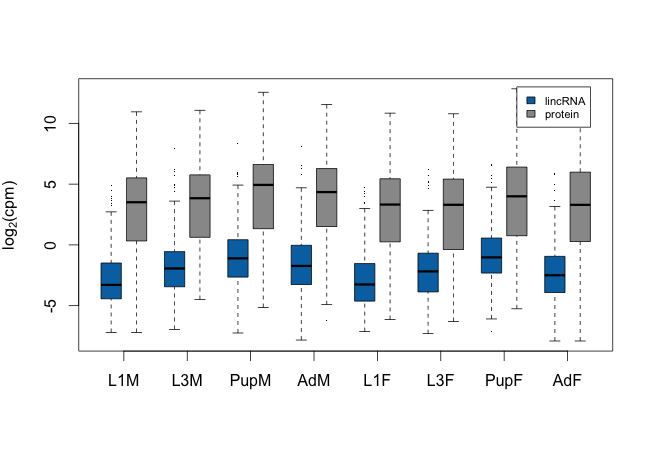 lincRNA
protein
log₂(cpm)
10
5
0
-5
L1M L3M PupM AdM L1F L3F PupF AdF